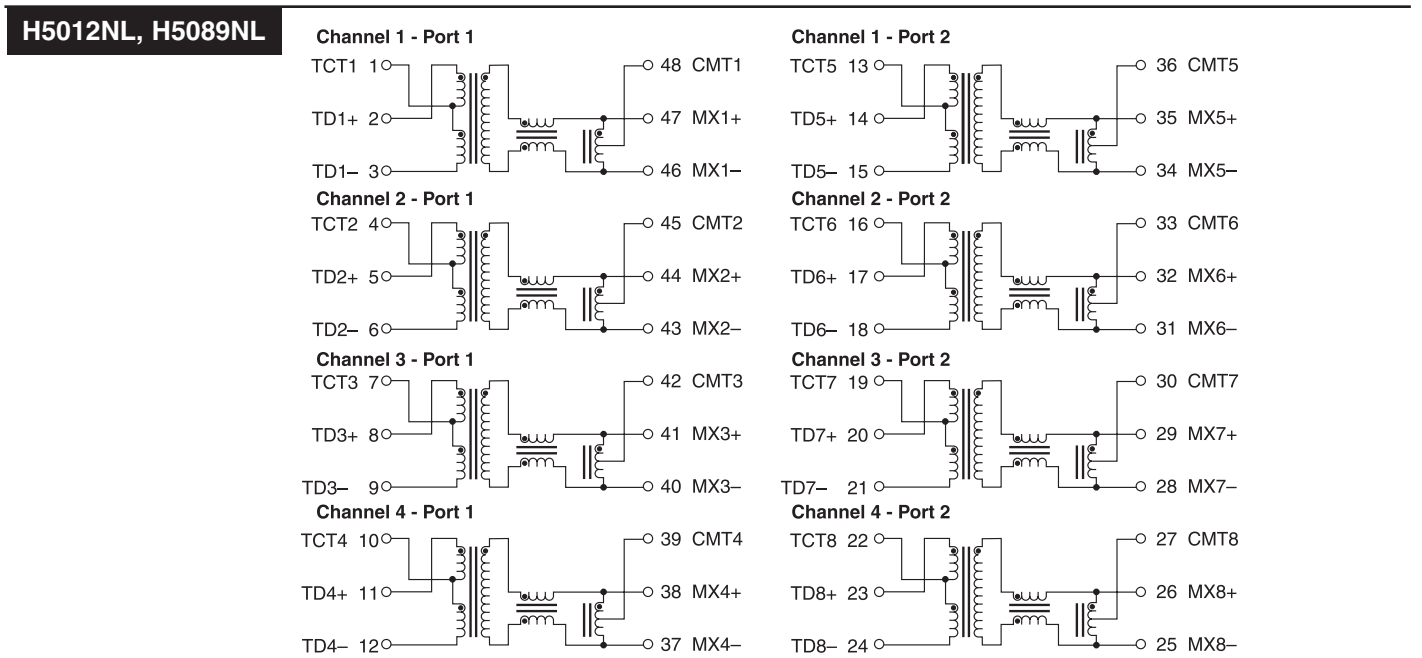 H5012NL, H5089NL
Channel 1 - Port 1
TCT1 1 48 CMT1
TD1+ 2 47 MX1+
TD1– 3 46 MX1–
Channel 2 - Port 1
TCT2 4 45 CMT2
TD2+ 5 44 MX2+
TD2– 6 43 MX2–
Channel 3 - Port 1
TCT3 7 42 CMT3
TD3+ 8 41 MX3+
TD3– 9 40 MX3–
Channel 4 - Port 1
TCT4 10 39 CMT4
TD4+ 11 38 MX4+
TD4– 12 37 MX4–
Channel 1 - Port 2
TCT5 13 36 CMT5
TD5+ 14 35 MX5+
TD5– 15 34 MX5–
Channel 2 - Port 2
TCT6 16 33 CMT6
TD6+ 17 32 MX6+
TD6– 18 31 MX6–
Channel 3 - Port 2
TCT7 19 30 CMT7
TD7+ 20 29 MX7+
TD7– 21 28 MX7–
Channel 4 - Port 2
TCT8 22 27 CMT8
TD8+ 23 26 MX8+
TD8– 24 25 MX8–